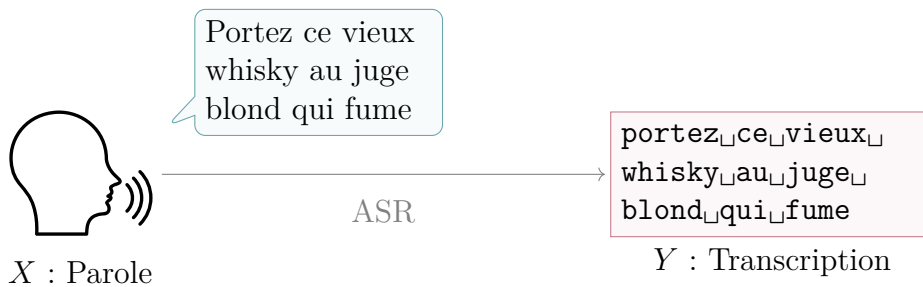 Portez ce vieux
whisky au juge
blond qui fume
portez␣ce␣vieux␣
whisky␣au␣juge␣
blond␣qui␣fume
ASR
X : Parole
Y : Transcription